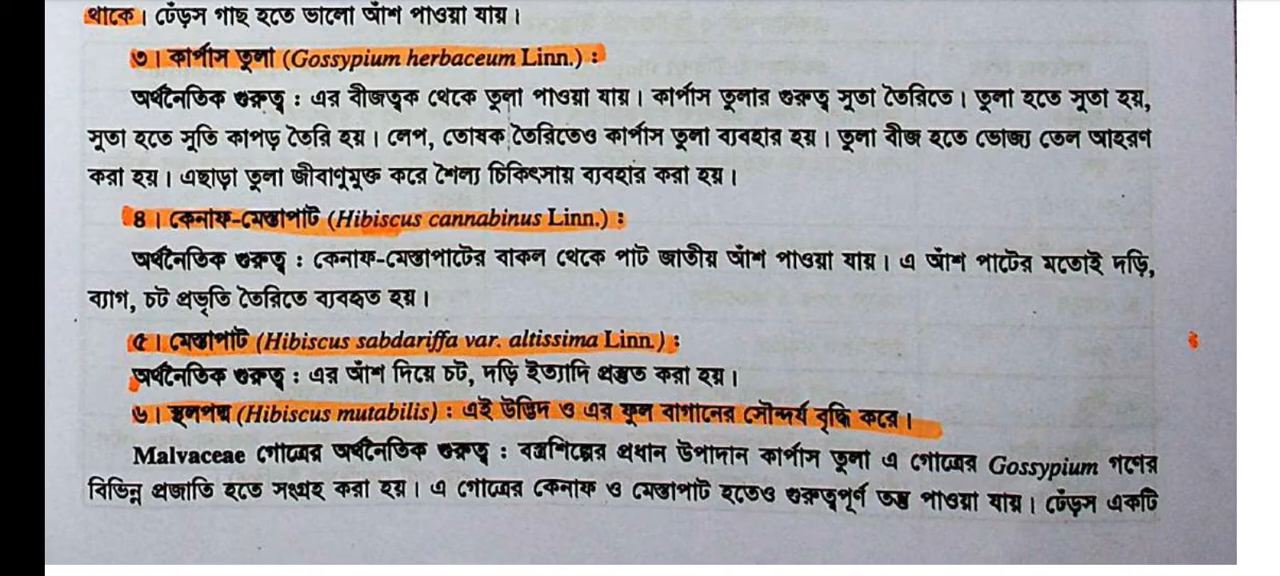 থাকে। ঢেঁড়স গাছ হতে ভালো আঁশ পাওয়া যায়।
৩। কার্পাস তুলা (Gossypium herbaceum Linn.) :
অর্থনৈতিক গুরুত্ব : এর বীজত্বক থেকে তুলা পাওয়া যায়। কার্পাস তুলার গুরুত্ব সুতা তৈরিতে। তুলা হতে সুতা হয়,
সুতা হতে সুতি কাপড় তৈরি হয়। লেপ, তোষক তৈরিতেও কার্পাস তুলা ব্যবহার হয়। তুলা বীজ হতে ভোজ্য তেল আহরণ
করা হয়। এছাড়া তুলা জীবাণুমুক্ত করে শৈল্য চিকিৎসায় ব্যবহার করা হয়।
৪। কেনাফ-মেস্তাপাট (Hibiscus cannabinus Linn.) :
অর্থনৈতিক গুরুত্ব : কেনাফ-মেস্তাপাটের বাকল থেকে পাট জাতীয় আঁশ পাওয়া যায়। এ আঁশ পাটের মতোই দড়ি,
ব্যাগ, চট প্রভৃতি তৈরিতে ব্যবহৃত হয়।
৫। মেস্তাপাট (Hibiscus sabdariffa var. altissima Linn.) :
অর্থনৈতিক গুরুত্ব : এর আঁশ দিয়ে চট, দড়ি ইত্যাদি প্রস্তুত করা হয়।
৬। স্থলপদ্ম (Hibiscus mutabilis) : এই উদ্ভিদ ও এর ফুল বাগানের সৌন্দর্য বৃদ্ধি করে।
Malvaceae গোত্রের অর্থনৈতিক গুরুত্ব : বস্ত্রশিল্পের প্রধান উপাদান কার্পাস তুলা এ গোত্রের Gossypium গণের
বিভিন্ন প্রজাতি হতে সংগ্রহ করা হয়। এ গোত্রের কেনাফ ও মেস্তাপাট হতেও গুরুত্বপূর্ণ তন্তু পাওয়া যায়। ঢেঁড়স একটি